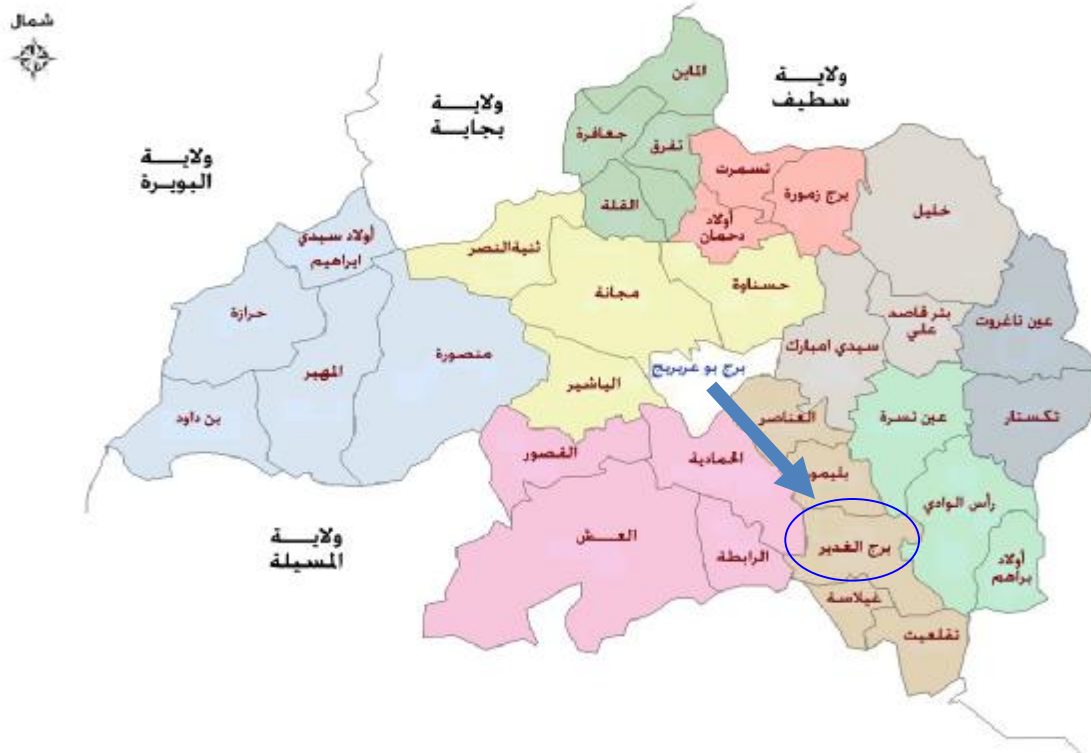 شمال
ولايـــة
سطيف
ولايـــة
بجاية
ولايـــة
البويـرة
ولايـــة
المسيلة
الماين
جعافرة
تفرق
القلة
تسمرت
برج زمورة
أولاد
دحمان
خليل
أولاد سيدي
ابراهيم
ثنية النصر
مجانة
حسناوة
حرازة
المهير
منصورة
بئر قاصد
علي
عين تاغروت
سيدي امبارك
برج بو عريريج
الياشير
بن داود
العناصر
عين تسرة
تكستار
القصور
الحمادية
بليمو
رأس الوادي
العـــش
الرابطة
برج الغدير
أولاد
براهم
غيلاسة
تقلعيت